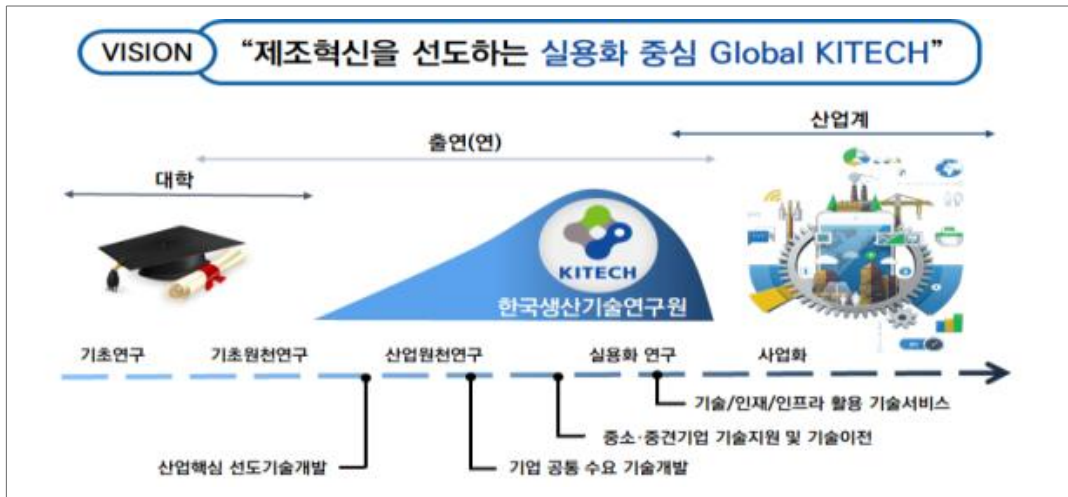 VISION "제조혁신을 선도하는 실용화 중심 Global KITECH"
산업계
출연(연)
대학
KITECH
한국생산기술연구원
기초연구 기초원천연구 산업원천연구 실용화 연구 사업화
기술/인재/인프라 활용 기술서비스
중소·중견기업 기술지원 및 기술이전
산업핵심 선도기술개발 기업 공통 수요 기술개발